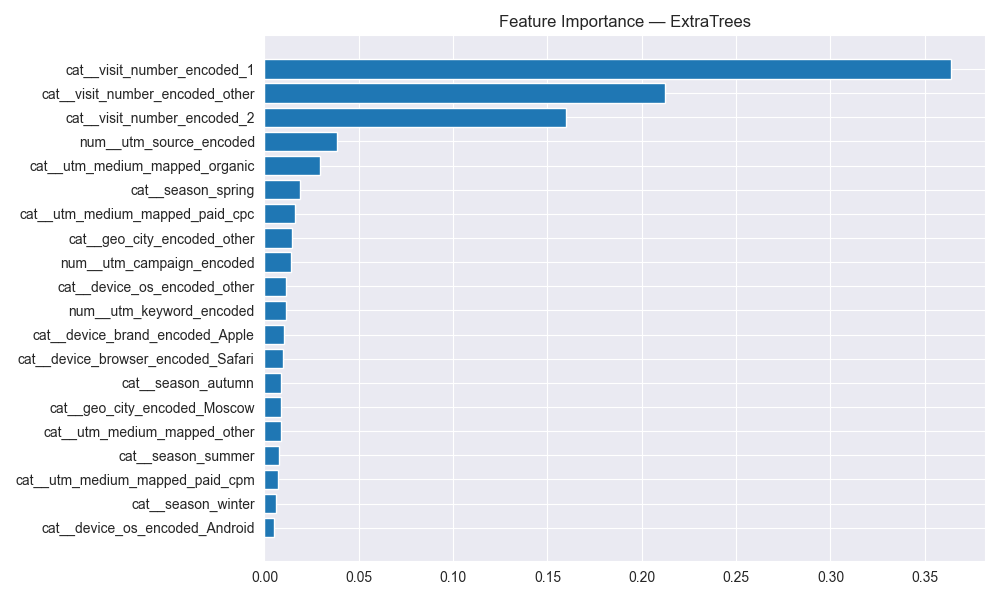 Feature Importance — ExtraTrees
cat__visit_number_encoded_1
cat__visit_number_encoded_other
cat__visit_number_encoded_2
num__utm_source_encoded
cat__utm_medium_mapped_organic
cat__season_spring
cat__utm_medium_mapped_paid_cpc
cat__geo_city_encoded_other
num__utm_campaign_encoded
cat__device_os_encoded_other
num__utm_keyword_encoded
cat__device_brand_encoded_Apple
cat__device_browser_encoded_Safari
cat__season_autumn
cat__geo_city_encoded_Moscow
cat__utm_medium_mapped_other
cat__season_summer
cat__utm_medium_mapped_paid_cpm
cat__season_winter
cat__device_os_encoded_Android
0.00 0.05 0.10 0.15 0.20 0.25 0.30 0.35